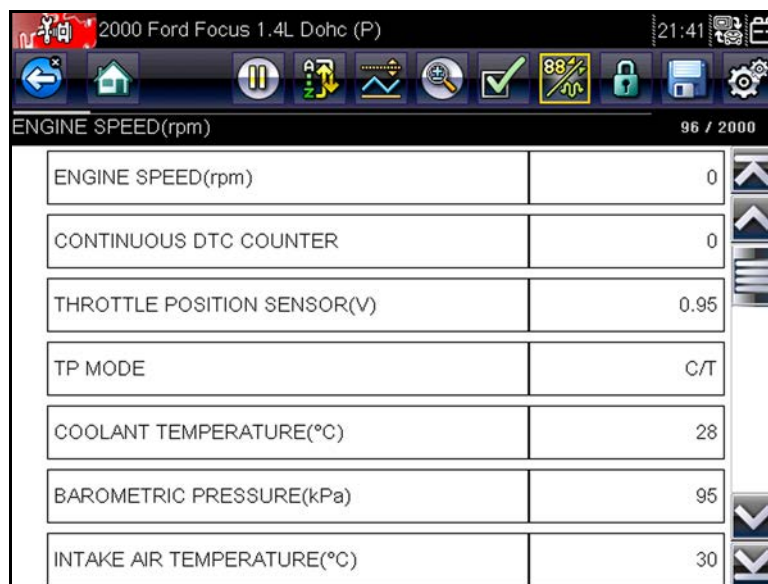 2000 Ford Focus 1.4L Dohc (P)
21:41
ENGINE SPEED(rpm)
96 / 2000
ENGINE SPEED(rpm)
0
CONTINUOUS DTC COUNTER
0
THROTTLE POSITION SENSOR(V)
0.95
TP MODE
C/T
COOLANT TEMPERATURE(°C)
28
BAROMETRIC PRESSURE(kPa)
95
INTAKE AIR TEMPERATURE(°C)
30